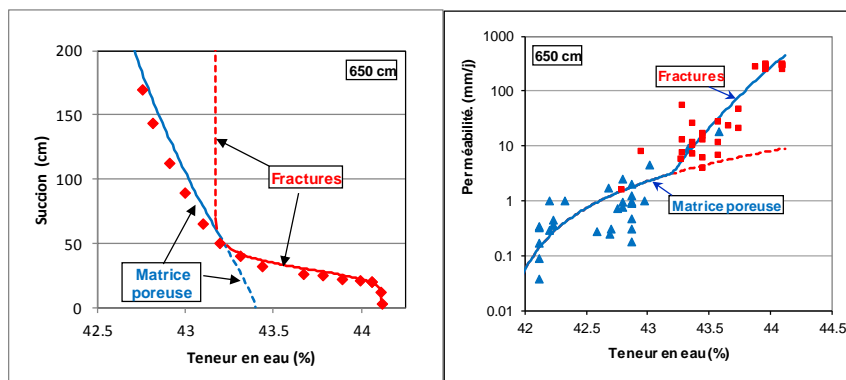 200
150
100
50
0
Succion (cm)
650 cm
Fractures
Matrice
poreuse
42.5
43
43.5
44
Teneur en eau (%)
1000
100
10
1
0.1
0.01
Per méabilité, (mm/j)
650 cm
Fractures
Matrice poreuse
42
42.5
43
43.5
44
44.5
Teneur en eau (%)